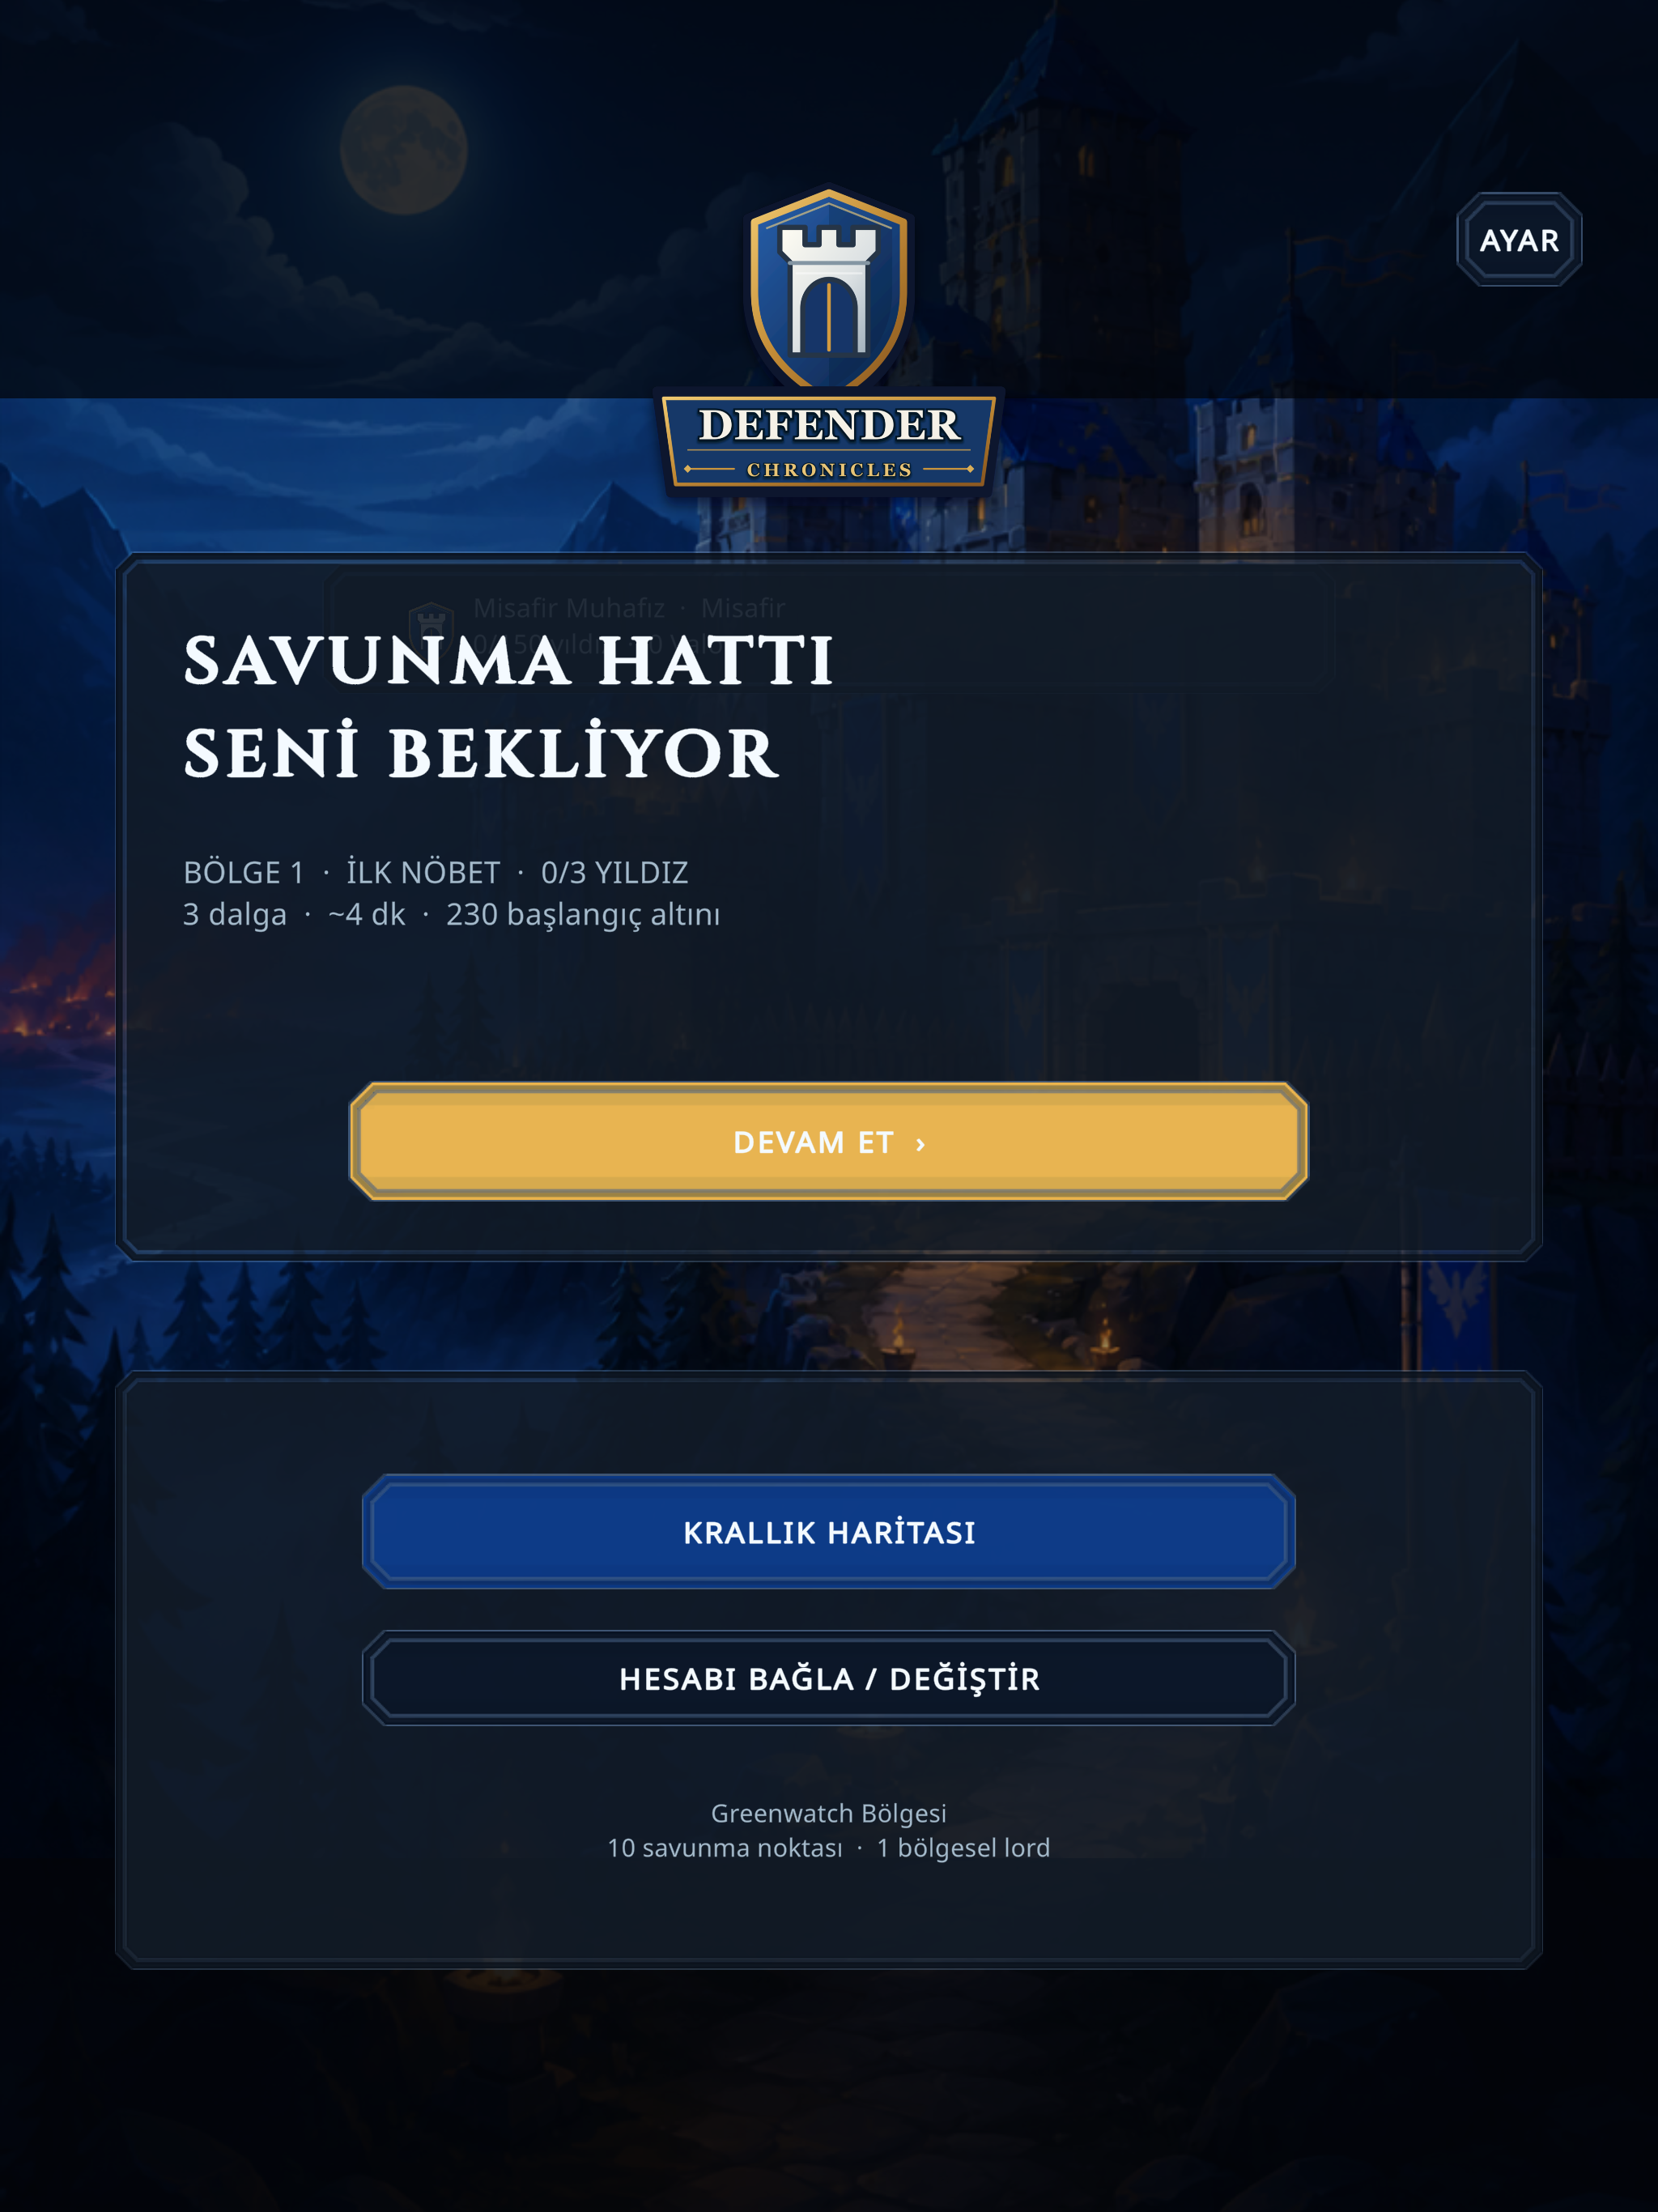 AYAR
DEFENDER
CHRONICLES
Misafir Muhafız · Misafir
SAVUNMA HATTI
SENİ BEKLİYOR
BÖLGE 1 · İLK NÖBET · 0/3 YILDIZ
3 dalga · ~4 dk · 230 başlangıç altını
DEVAM ET ›
KRALLIK HARİTASI
HESABI BAĞLA / DEĞİŞTİR
Greenwatch Bölgesi
10 savunma noktası · 1 bölgesel lord